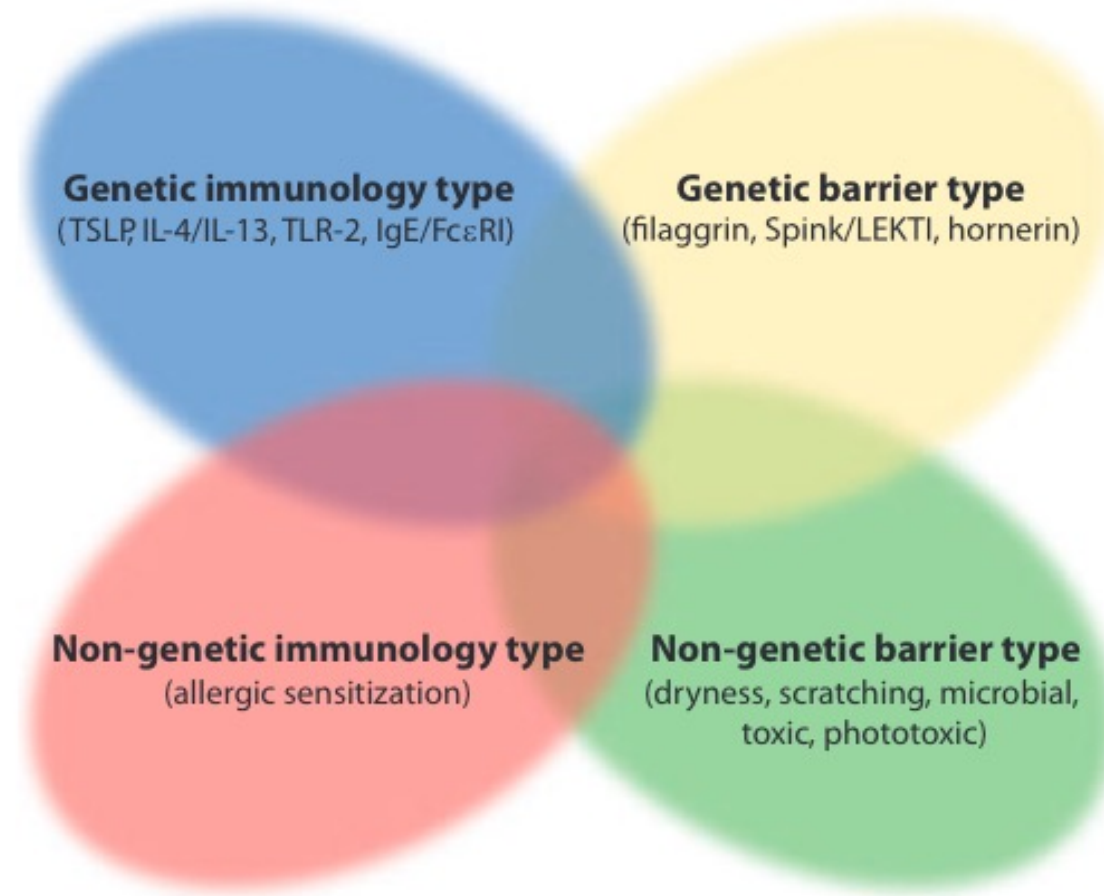 Genetic immunology type
(TSLP, IL-4/IL-13, TLR-2, IgE/FcεRI)
Genetic barrier type
(filaggrin, Spink/LEKTI, hornerin)
Non-genetic immunology type
(allergic sensitization)
Non-genetic barrier type
(dryness, scratching, microbial,
toxic, phototoxic)